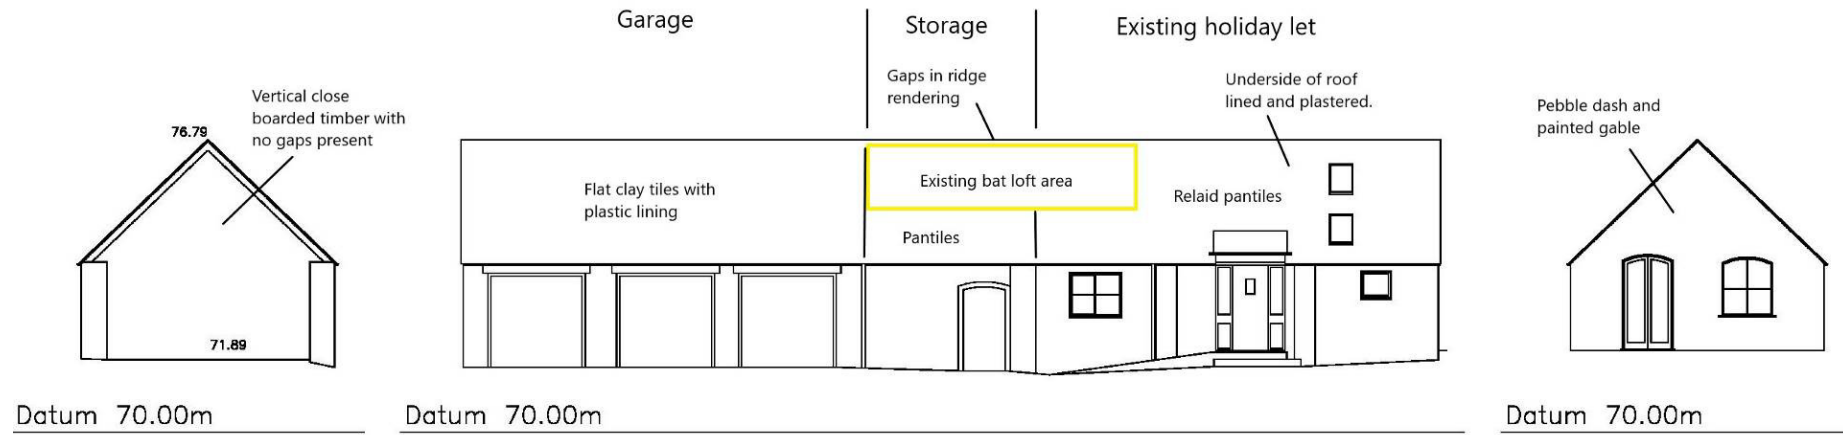 Garage
Storage
Existing holiday let
Gaps in ridge
rendering
Underside of roof
lined and plastered.
Vertical close
boarded timber with
no gaps present
Pebble dash and
painted gable
76.79
Flat clay tiles with
plastic lining
Existing bat loft area
Relaid pantiles
Pantiles
71.89
Datum 70.00m
Datum 70.00m
Datum 70.00m